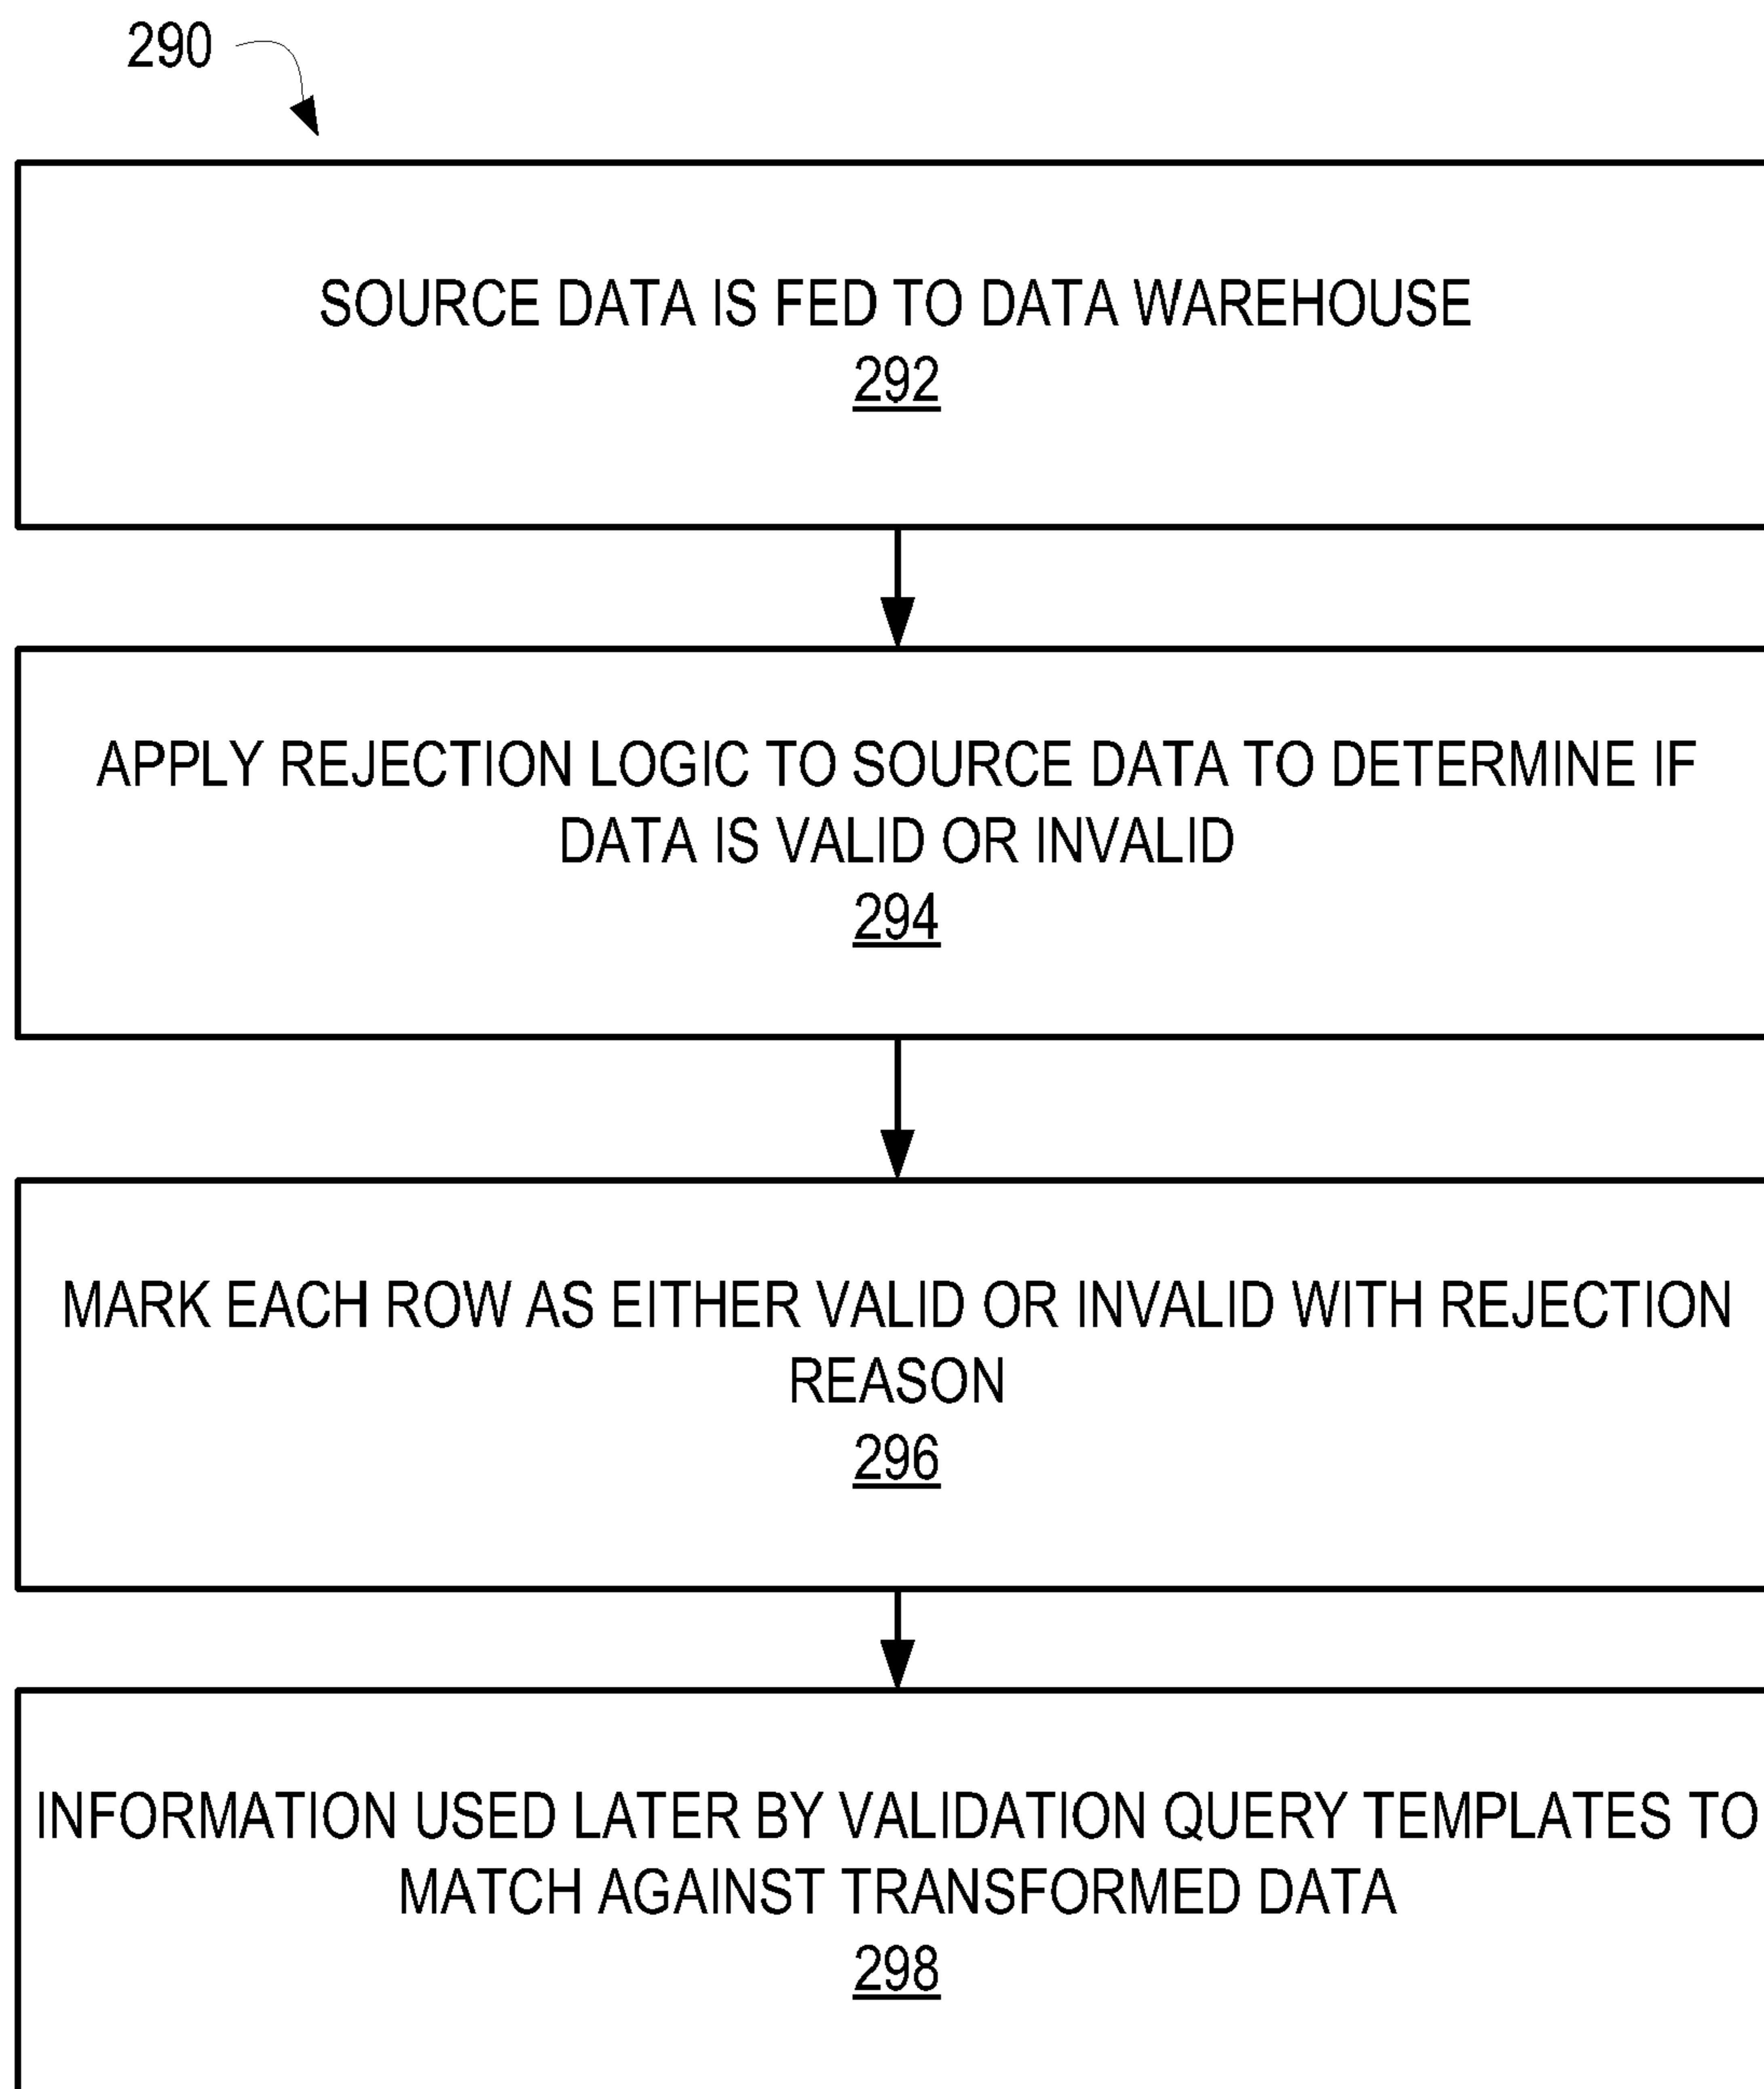 290
SOURCE DATA IS FED TO DATA WAREHOUSE
292
APPLY REJECTION LOGIC TO SOURCE DATA TO DETERMINE IF
DATA IS VALID OR INVALID
294
MARK EACH ROW AS EITHER VALID OR INVALID WITH REJECTION
REASON
296
INFORMATION USED LATER BY VALIDATION QUERY TEMPLATES TO
MATCH AGAINST TRANSFORMED DATA
298